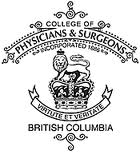 COLLEGE OF
PHYSICIANS & SURGEONS
INCORPORATED 1886
VIRTUTE ET VERITATE
BRITISH COLUMBIA